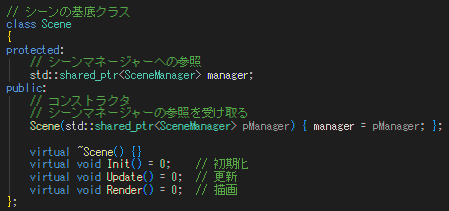 // シーンの基底クラス
class Scene
{
protected:
    // シーンマネージャーへの参照
    std::shared_ptr<SceneManager> manager;
public:
    // コンストラクタ
    // シーンマネージャーの参照を受け取る
    Scene(std::shared_ptr<SceneManager> pManager) { manager = pManager; };

    virtual ~Scene() {}
    virtual void Init() = 0;    // 初期化
    virtual void Update() = 0;  // 更新
    virtual void Render() = 0;  // 描画
};